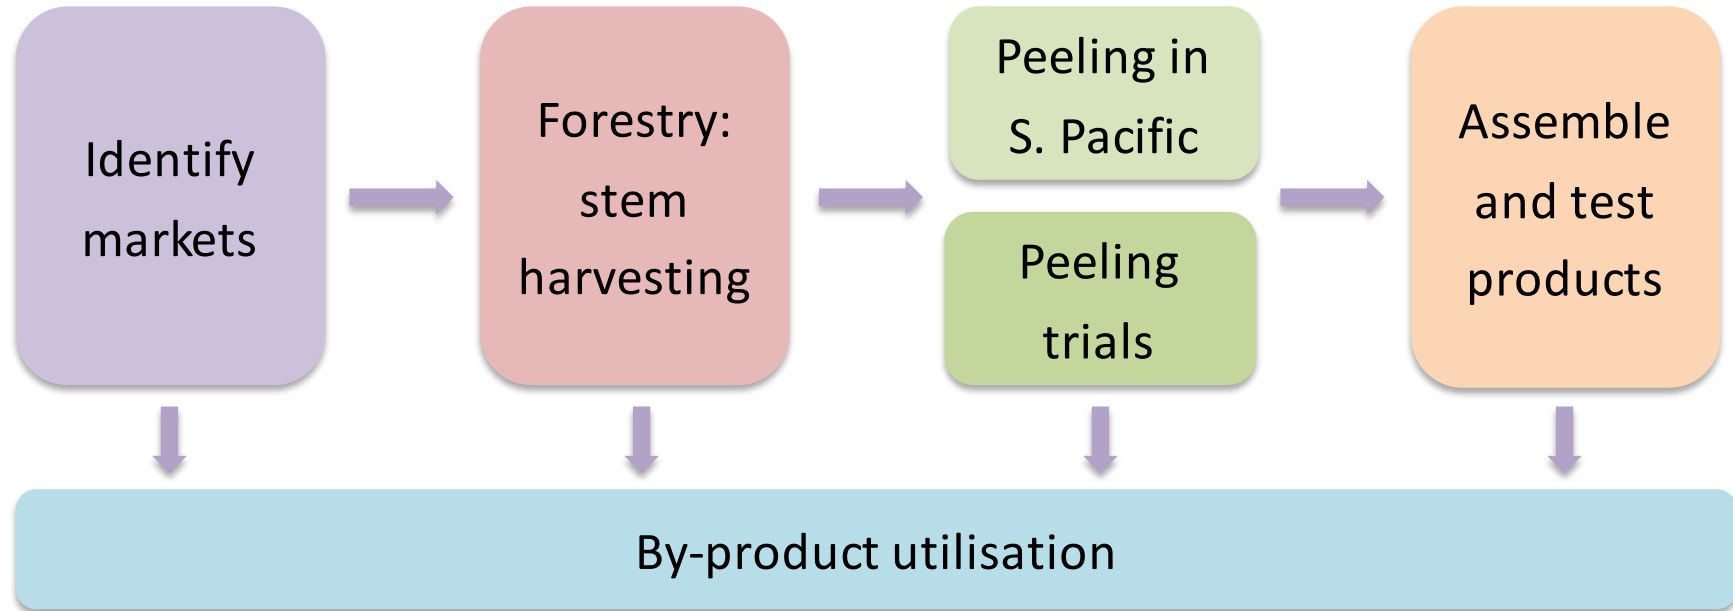 Identify
markets
Forestry:
stem
harvesting
Peeling in
S. Pacific
Peeling
trials
Assemble
and test
products
By-product utilisation